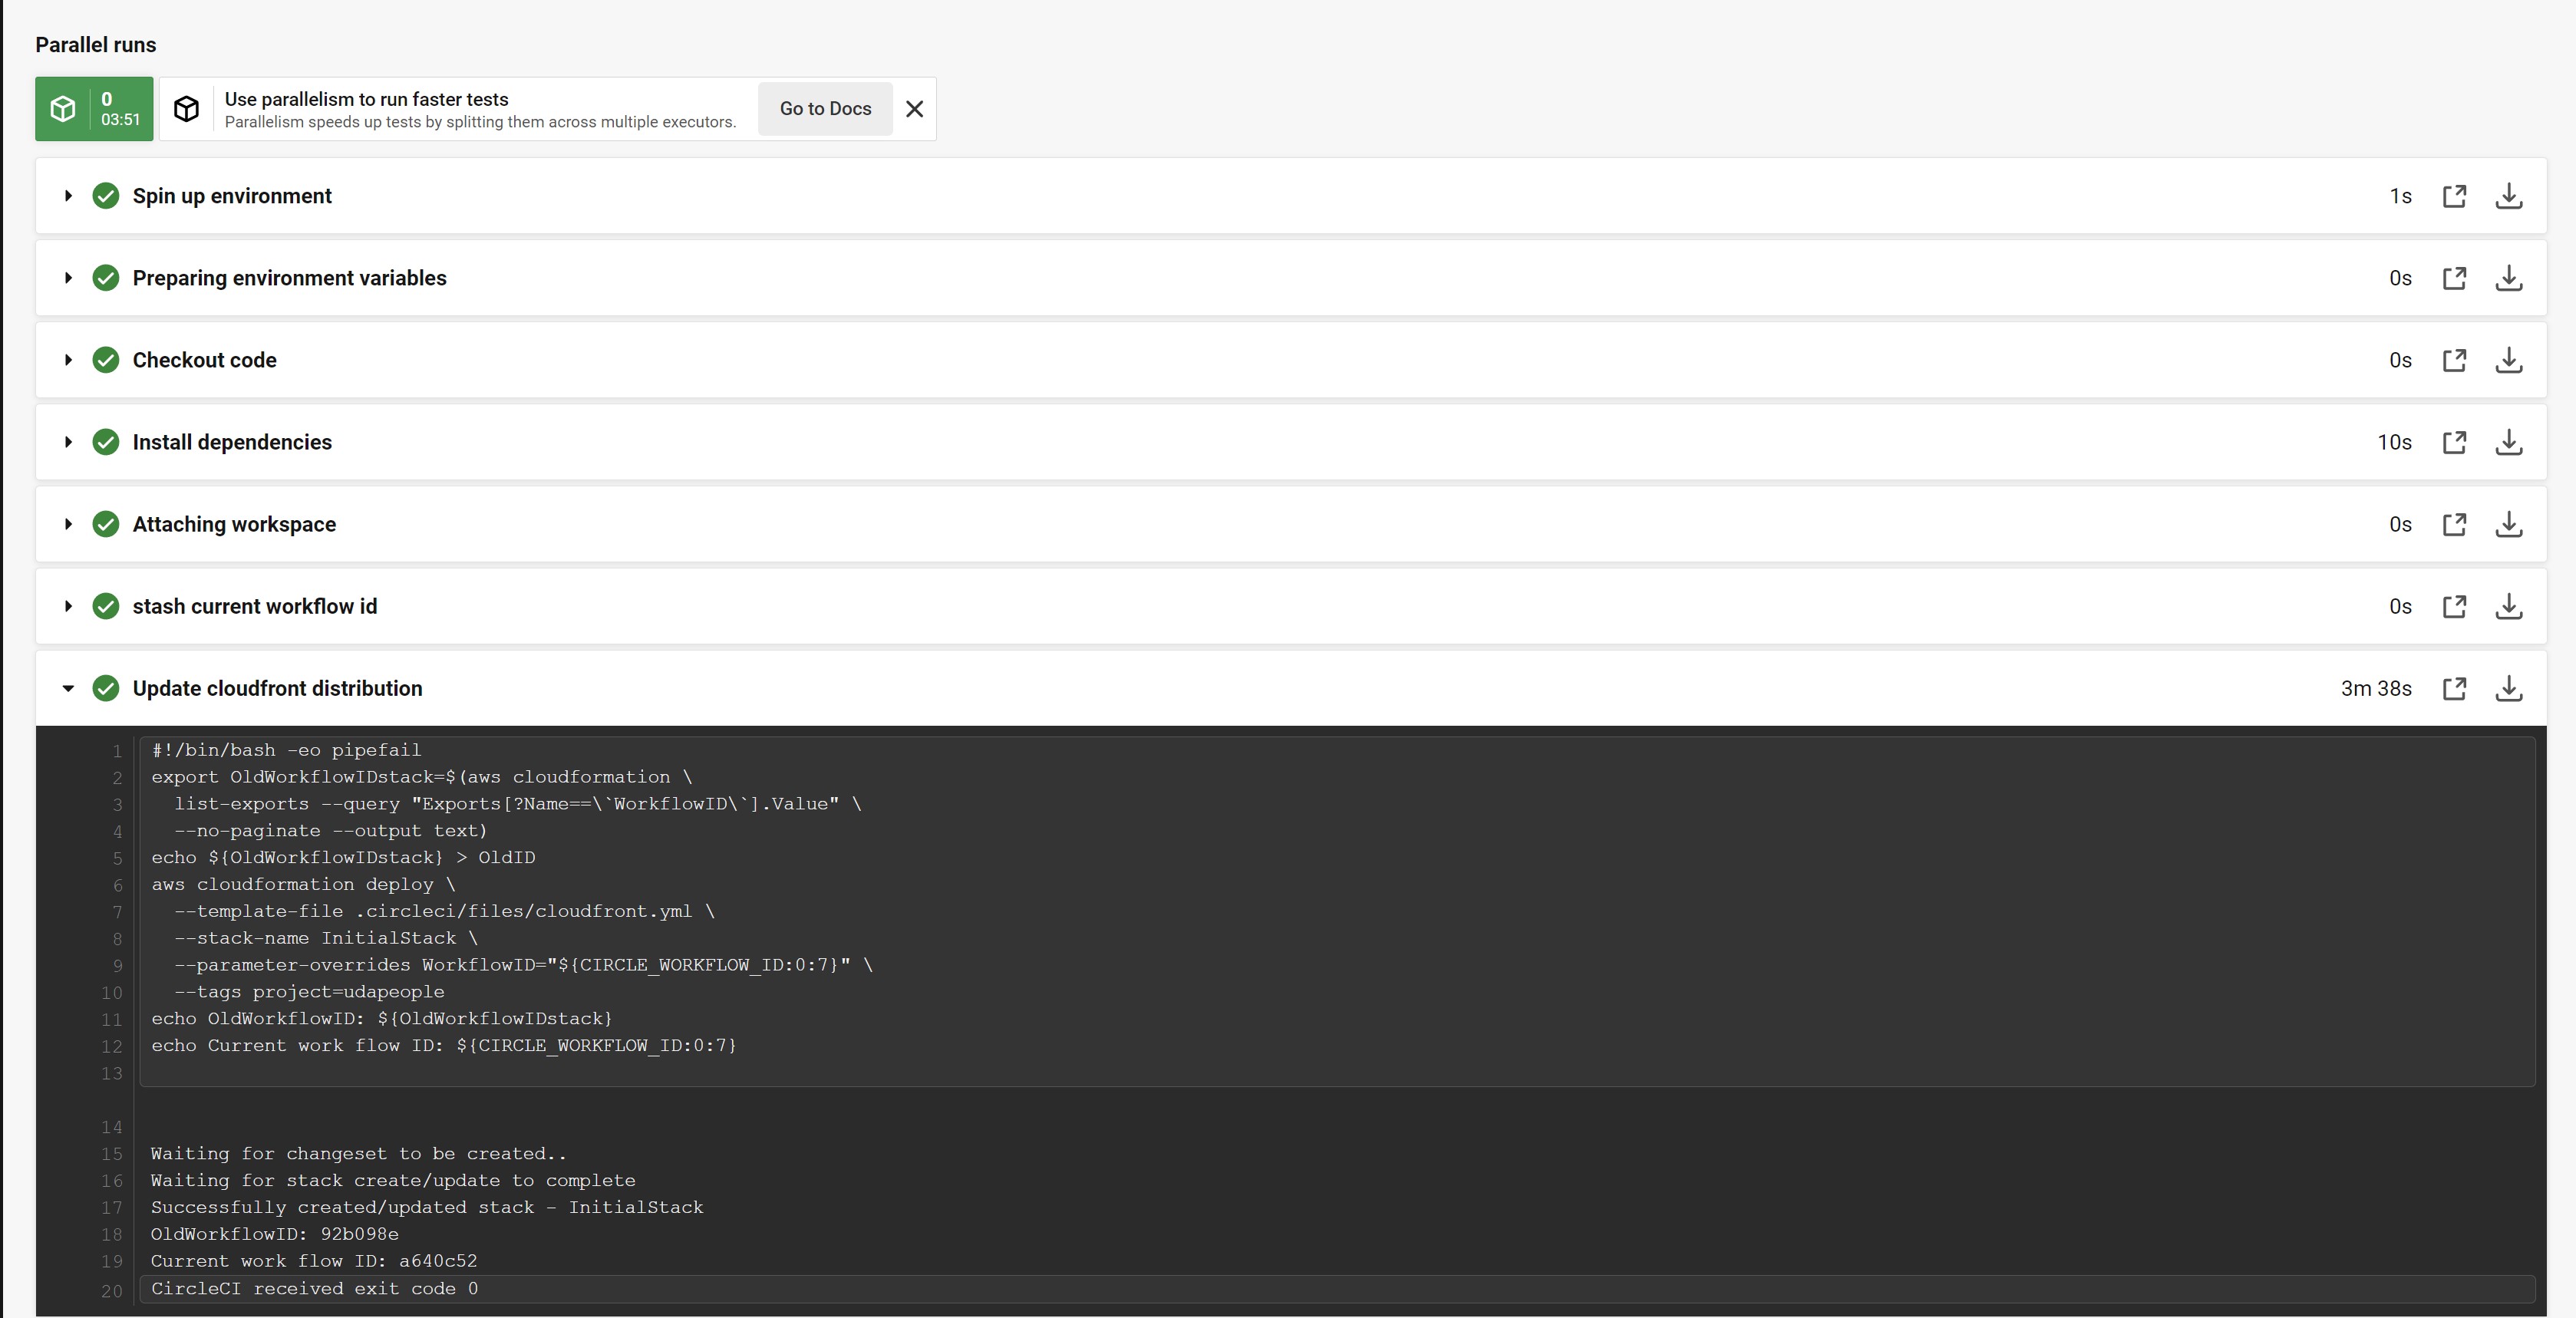 Parallel runs
0
03:51
Use parallelism to run faster tests
Parallelism speeds up tests by splitting them across multiple executors.
Go to Docs
Spin up environment 1s
Preparing environment variables 0s
Checkout code 0s
Install dependencies 10s
Attaching workspace 0s
stash current workflow id 0s
Update cloudfront distribution 3m 38s
1 #!/bin/bash -eo pipefail
2 export OldWorkflowIDstack=$(aws cloudformation \
3   list-exports --query "Exports[?Name==\`WorkflowID\`].Value" \
4   --no-paginate --output text)
5 echo ${OldWorkflowIDstack} > OldID
6 aws cloudformation deploy \
7   --template-file .circleci/files/cloudfront.yml \
8   --stack-name InitialStack \
9   --parameter-overrides WorkflowID="${CIRCLE_WORKFLOW_ID:0:7}" \
10   --tags project=udapeople
11 echo OldWorkflowID: ${OldWorkflowIDstack}
12 echo Current work flow ID: ${CIRCLE_WORKFLOW_ID:0:7}
13
14
15 Waiting for changeset to be created..
16 Waiting for stack create/update to complete
17 Successfully created/updated stack - InitialStack
18 OldWorkflowID: 92b098e
19 Current work flow ID: a640c52
20 CircleCI received exit code 0